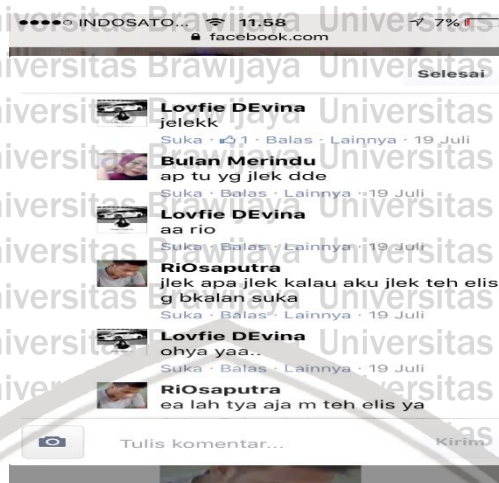 INDOSATO... 11.58 7%
facebook.com
Selesai
Lovfie DEvina
jelekk
Suka · 1 · Balas · Lainnya · 19 Juli
Bulan Merindu
ap tu yg jlek dde
Suka · Balas · Lainnya · 19 Juli
Lovfie DEvina
aa rio
Suka · Balas · Lainnya · 19 Juli
RiOsaputra
jlek apa jlek kalau aku jlek teh elis
g bkalan suka
Suka · Balas · Lainnya · 19 Juli
Lovfie DEvina
ohya yaa..
Suka · Balas · Lainnya · 19 Juli
RiOsaputra
ea lah tya aja m teh elis ya
Tulis komentar... Kirim
Universitas Brawijaya Universitas